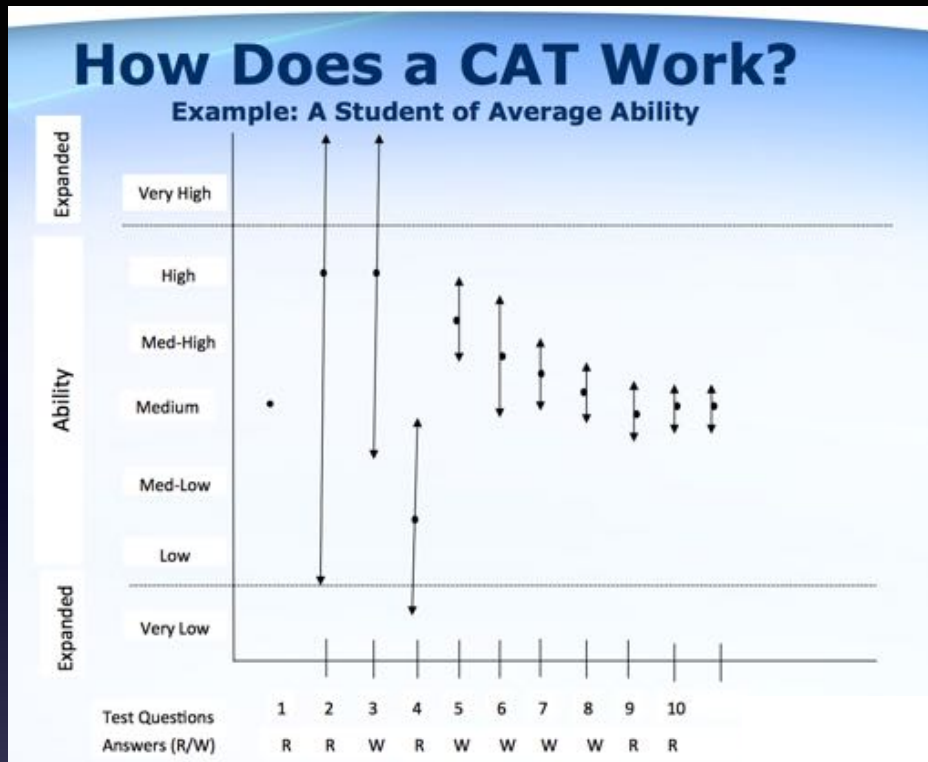 How Does a CAT Work?
Example: A Student of Average Ability
Expanded
Very High
High
Med-High
Ability
Medium
Med-Low
Low
Expanded
Very Low
Test Questions 1 2 3 4 5 6 7 8 9 10
Answers (R/W) R R W R W W W W R R